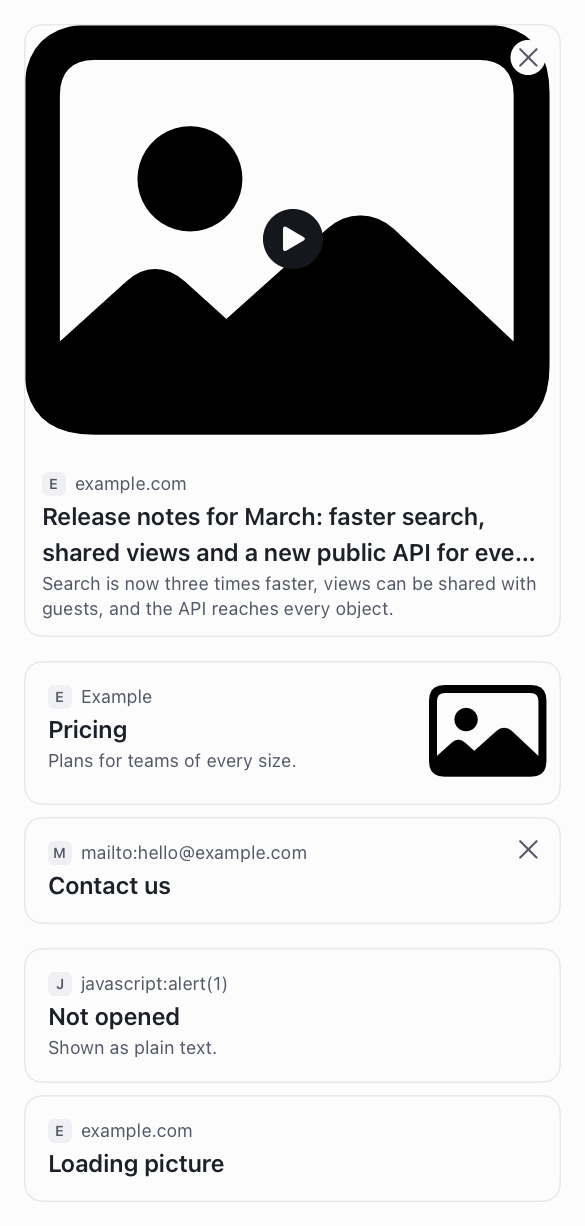 E example.com
Release notes for March: faster search,
shared views and a new public API for eve...
Search is now three times faster, views can be shared with
guests, and the API reaches every object.
E Example
Pricing
Plans for teams of every size.
M mailto:hello@example.com
Contact us
J javascript:alert(1)
Not opened
Shown as plain text.
E example.com
Loading picture